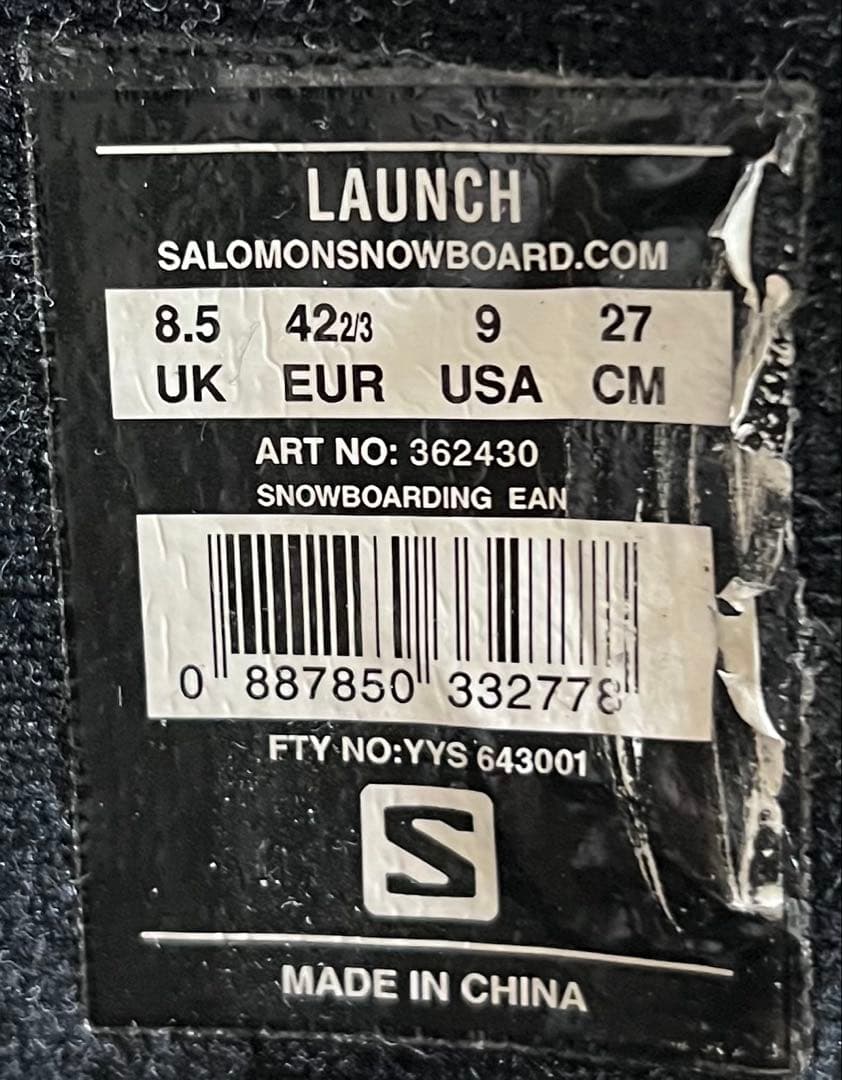 LAUNCH
SALOMONSNOWBOARD.COM
8.5 42 2/3 9 27
UK EUR USA CM
ART NO: 362430
SNOWBOARDING EAN
0 887850 332778
FTY NO:YYS 643001
S
MADE IN CHINA